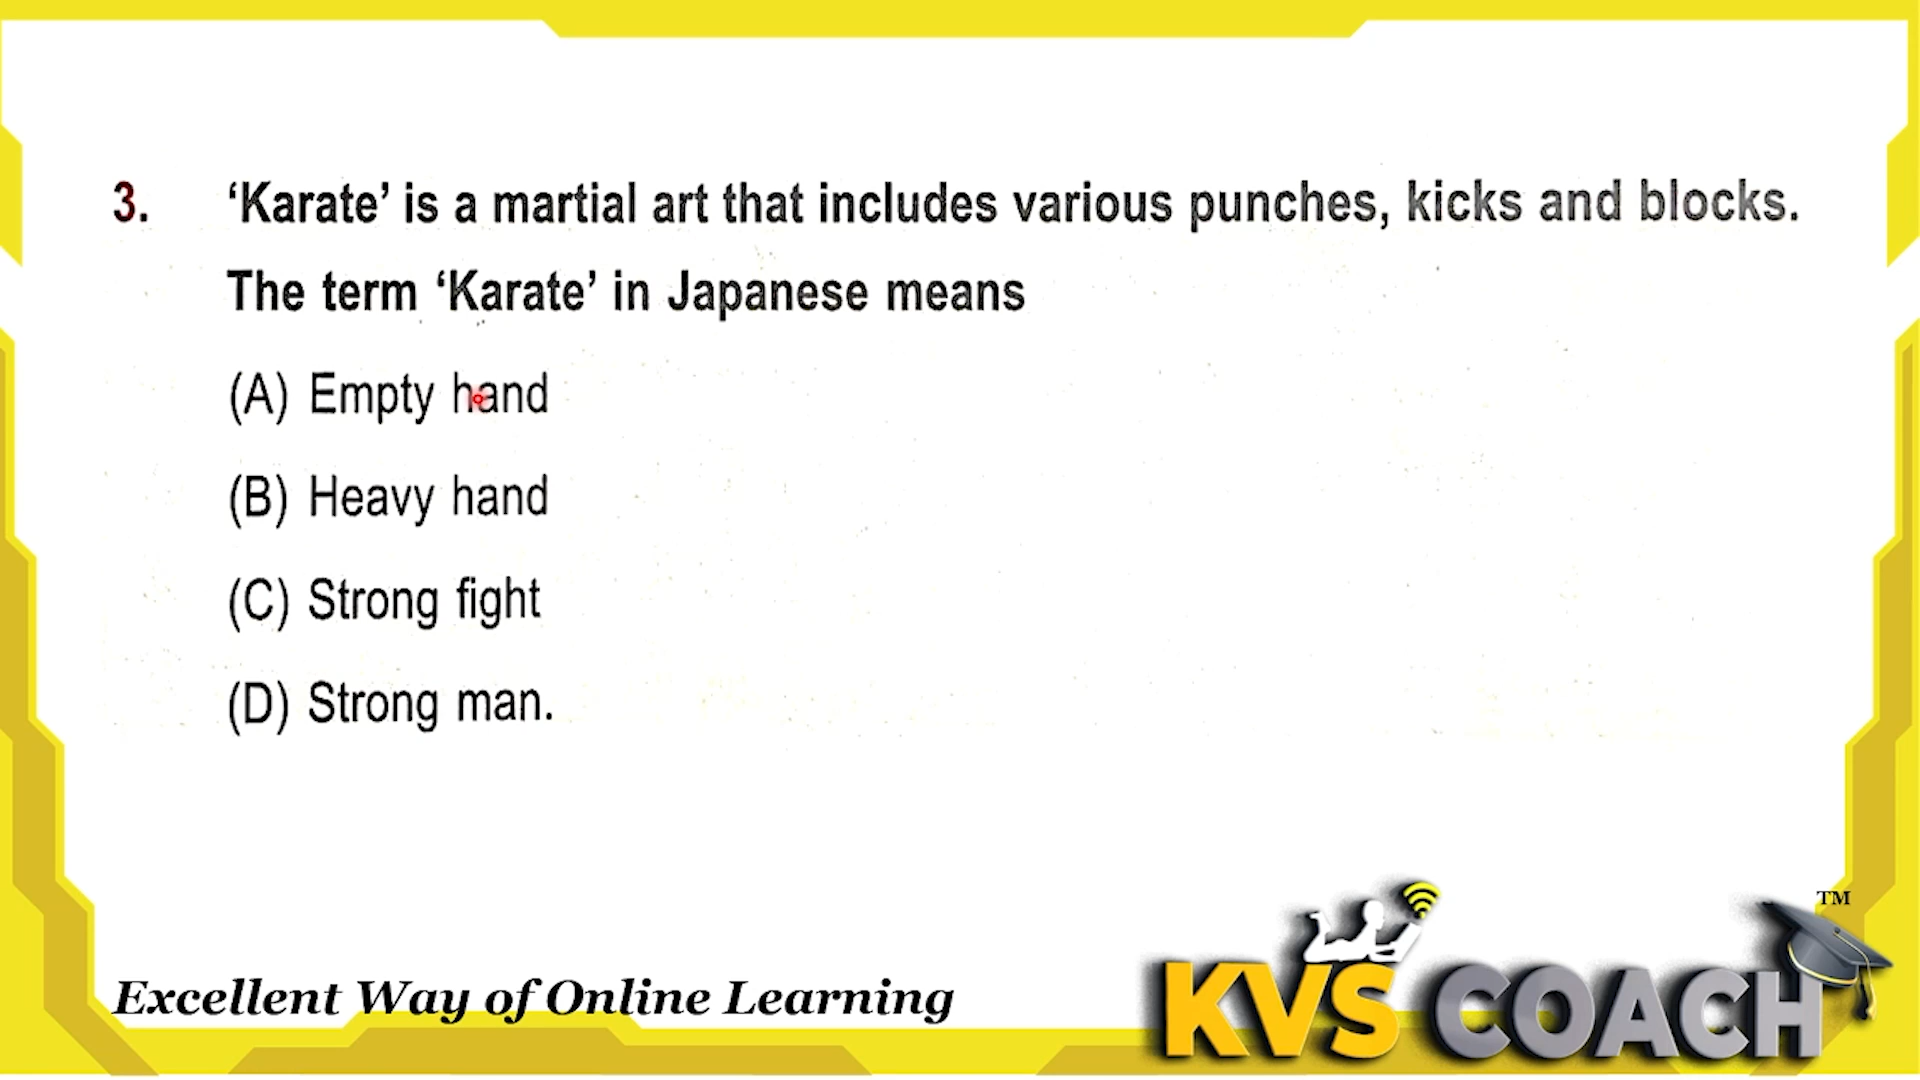 3. ‘Karate’ is a martial art that includes various punches, kicks and blocks.
The term ‘Karate’ in Japanese means
(A) Empty hand
(B) Heavy hand
(C) Strong fight
(D) Strong man.
Excellent Way of Online Learning
KVS COACH TM